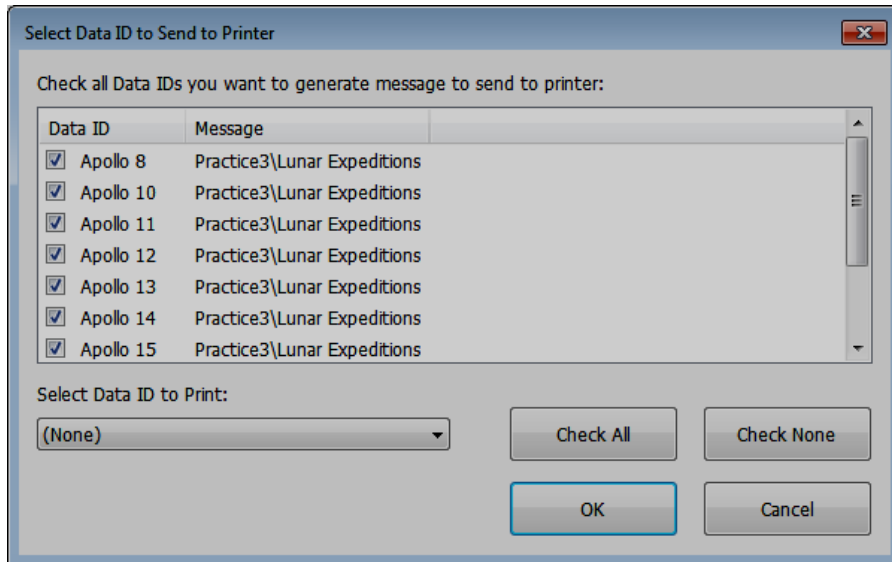 Select Data ID to Send to Printer
Check all Data IDs you want to generate message to send to printer:
Data ID Message
Apollo 8 Practice3\Lunar Expeditions
Apollo 10 Practice3\Lunar Expeditions
Apollo 11 Practice3\Lunar Expeditions
Apollo 12 Practice3\Lunar Expeditions
Apollo 13 Practice3\Lunar Expeditions
Apollo 14 Practice3\Lunar Expeditions
Apollo 15 Practice3\Lunar Expeditions
Select Data ID to Print:
(None)
Check All Check None
OK Cancel